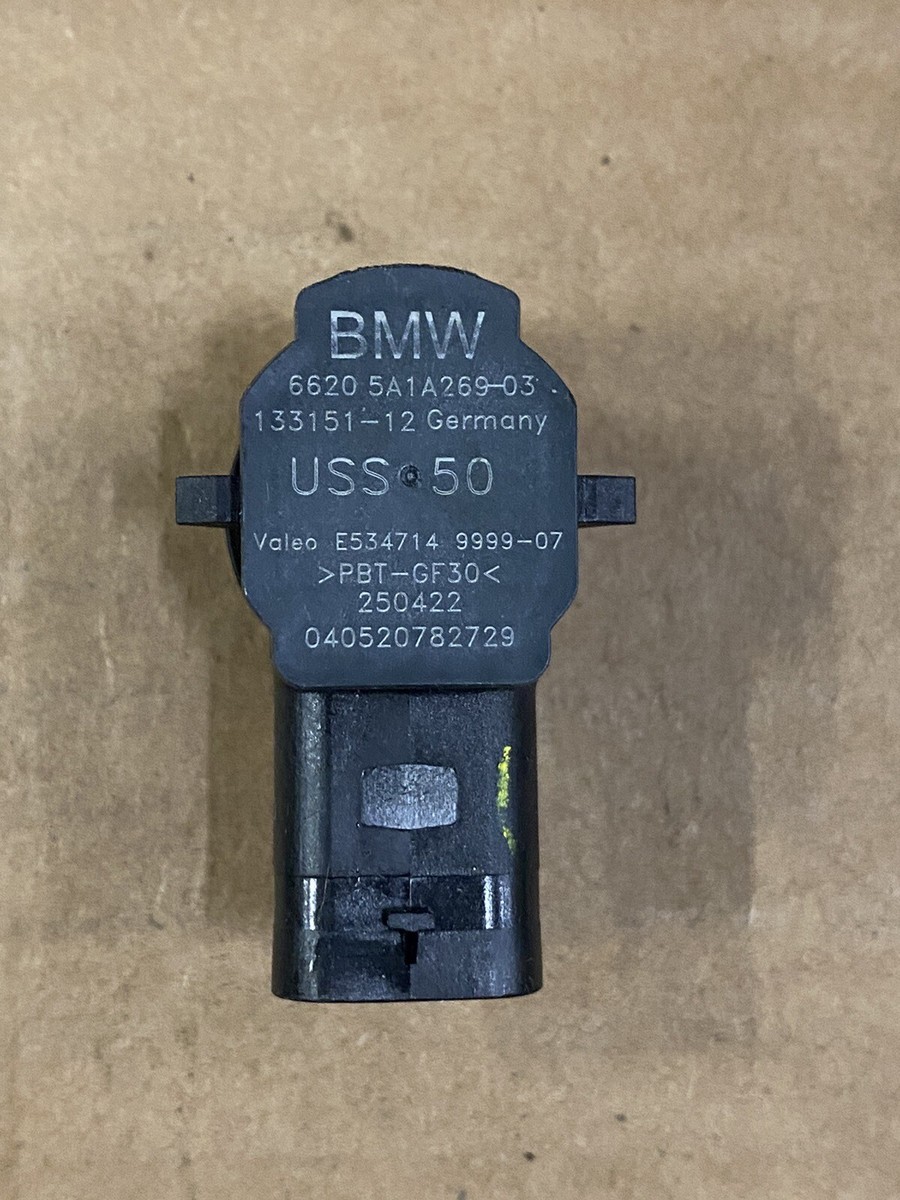 BMW
6620 5A1A269-03
133151-12 Germany
USS 50
Valeo E534714 9999-07
>PBT-GF30<
250422
040520782729